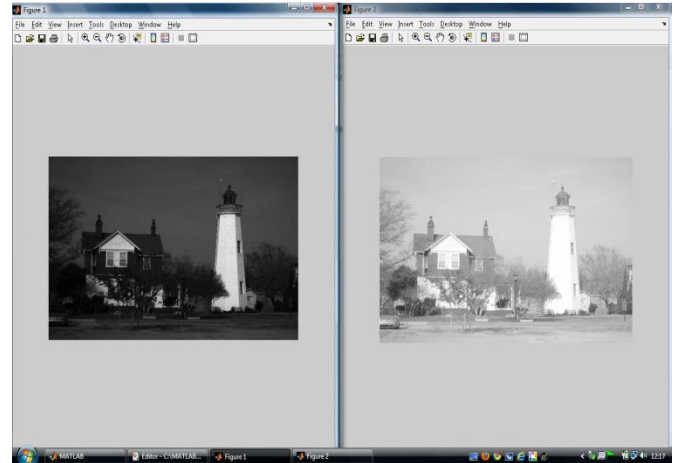 Figure 1
File Edit View Insert Tools Desktop Window Help
Figure 2
File Edit View Insert Tools Desktop Window Help
MATLAB
Editor - C:\MATLAB...
Figure 1
Figure 2
12:17